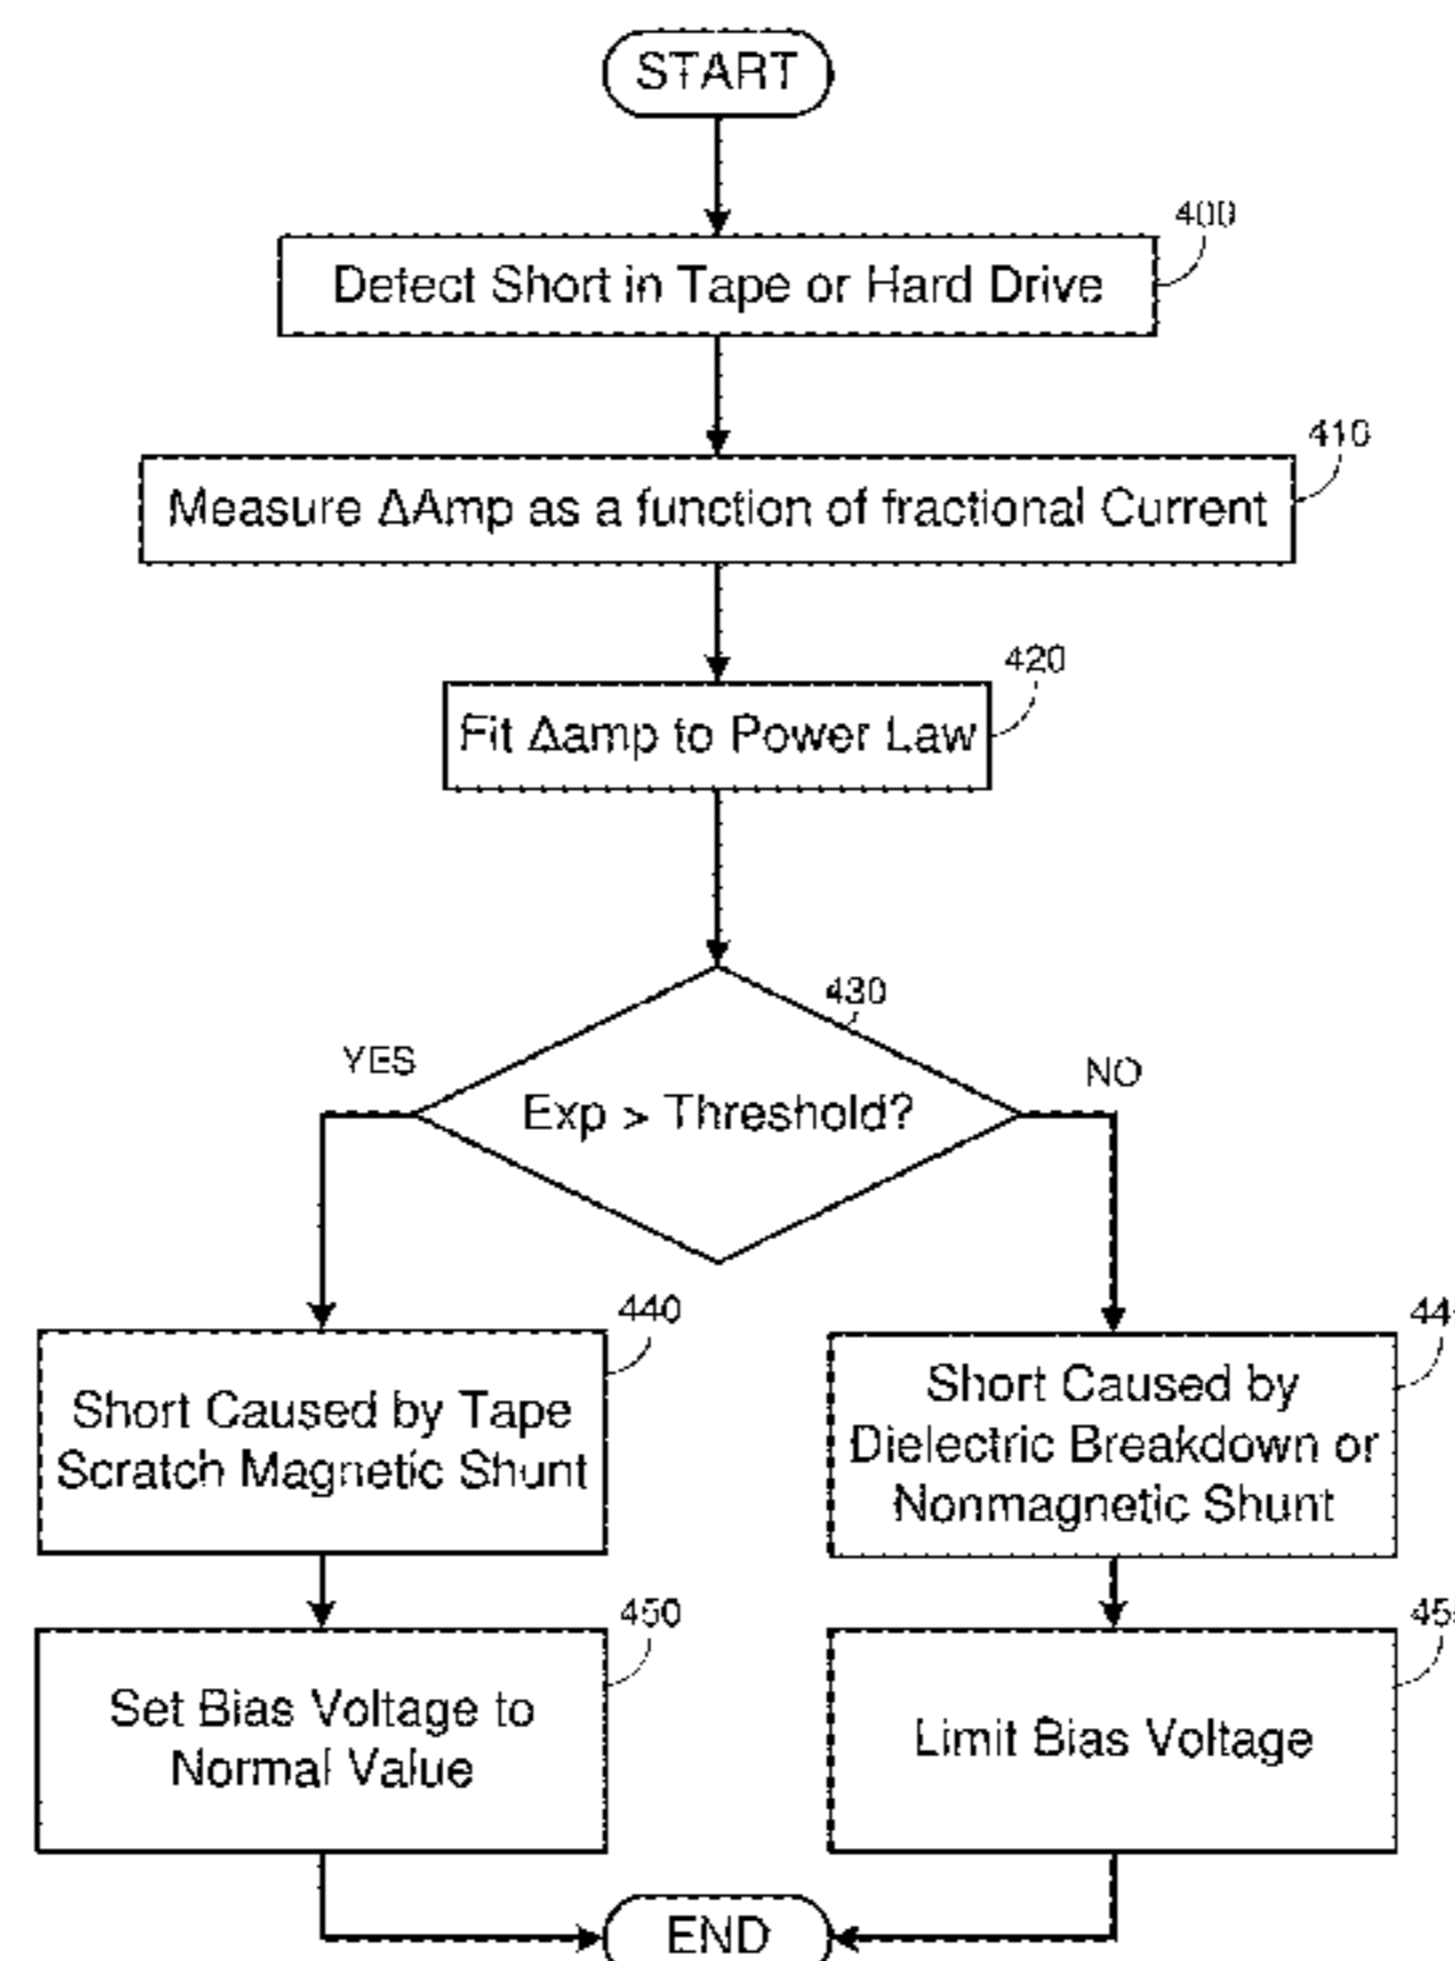 START
400
Detect Short in Tape or Hard Drive
410
Measure ΔAmp as a function of fractional Current
420
Fit Δamp to Power Law
430
YES
NO
Exp > Threshold?
440
Short Caused by Tape
Scratch Magnetic Shunt
Short Caused by
Dielectric Breakdown or
Nonmagnetic Shunt
450
Set Bias Voltage to
Normal Value
Limit Bias Voltage
END